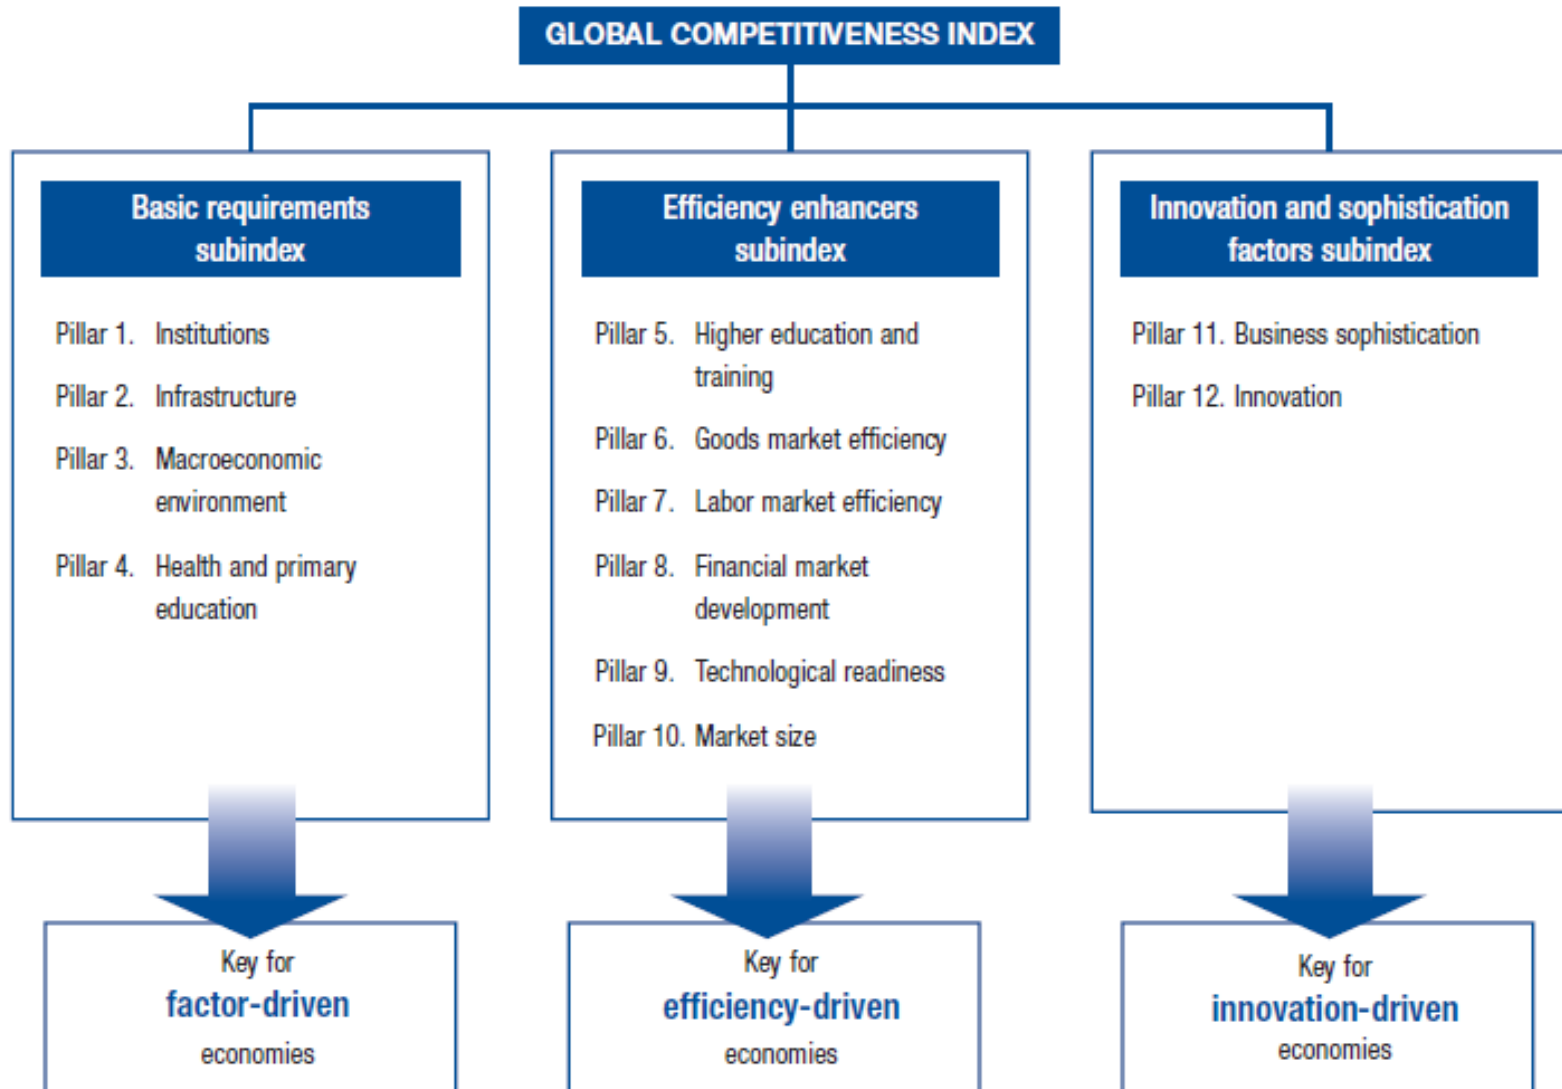 GLOBAL COMPETITIVENESS INDEX
Basic requirements
subindex
Pillar 1. Institutions
Pillar 2. Infrastructure
Pillar 3. Macroeconomic
environment
Pillar 4. Health and primary
education
Key for
factor-driven
economies
Efficiency enhancers
subindex
Pillar 5. Higher education and
training
Pillar 6. Goods market efficiency
Pillar 7. Labor market efficiency
Pillar 8. Financial market
development
Pillar 9. Technological readiness
Pillar 10. Market size
Key for
efficiency-driven
economies
Innovation and sophistication
factors subindex
Pillar 11. Business sophistication
Pillar 12. Innovation
Key for
innovation-driven
economies